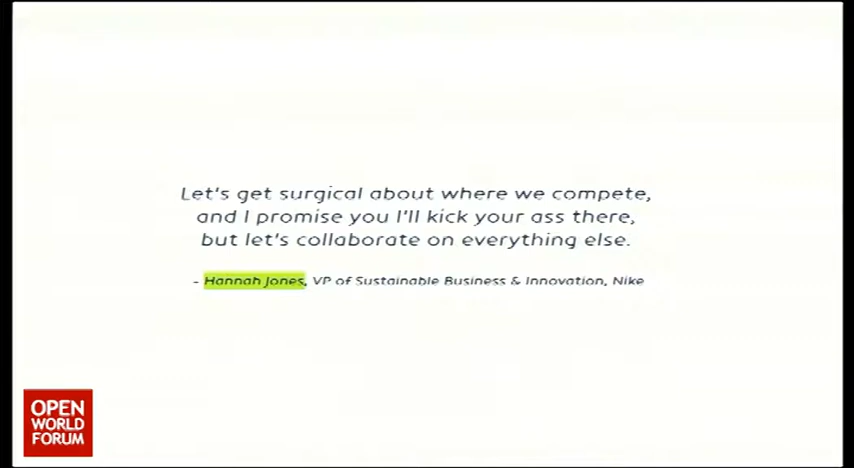 Let's get surgical about where we compete,
and I promise you I'll kick your ass there,
but let's collaborate on everything else.
- Hannah Jones, VP of Sustainable Business & Innovation, Nike
OPEN
WORLD
FORUM